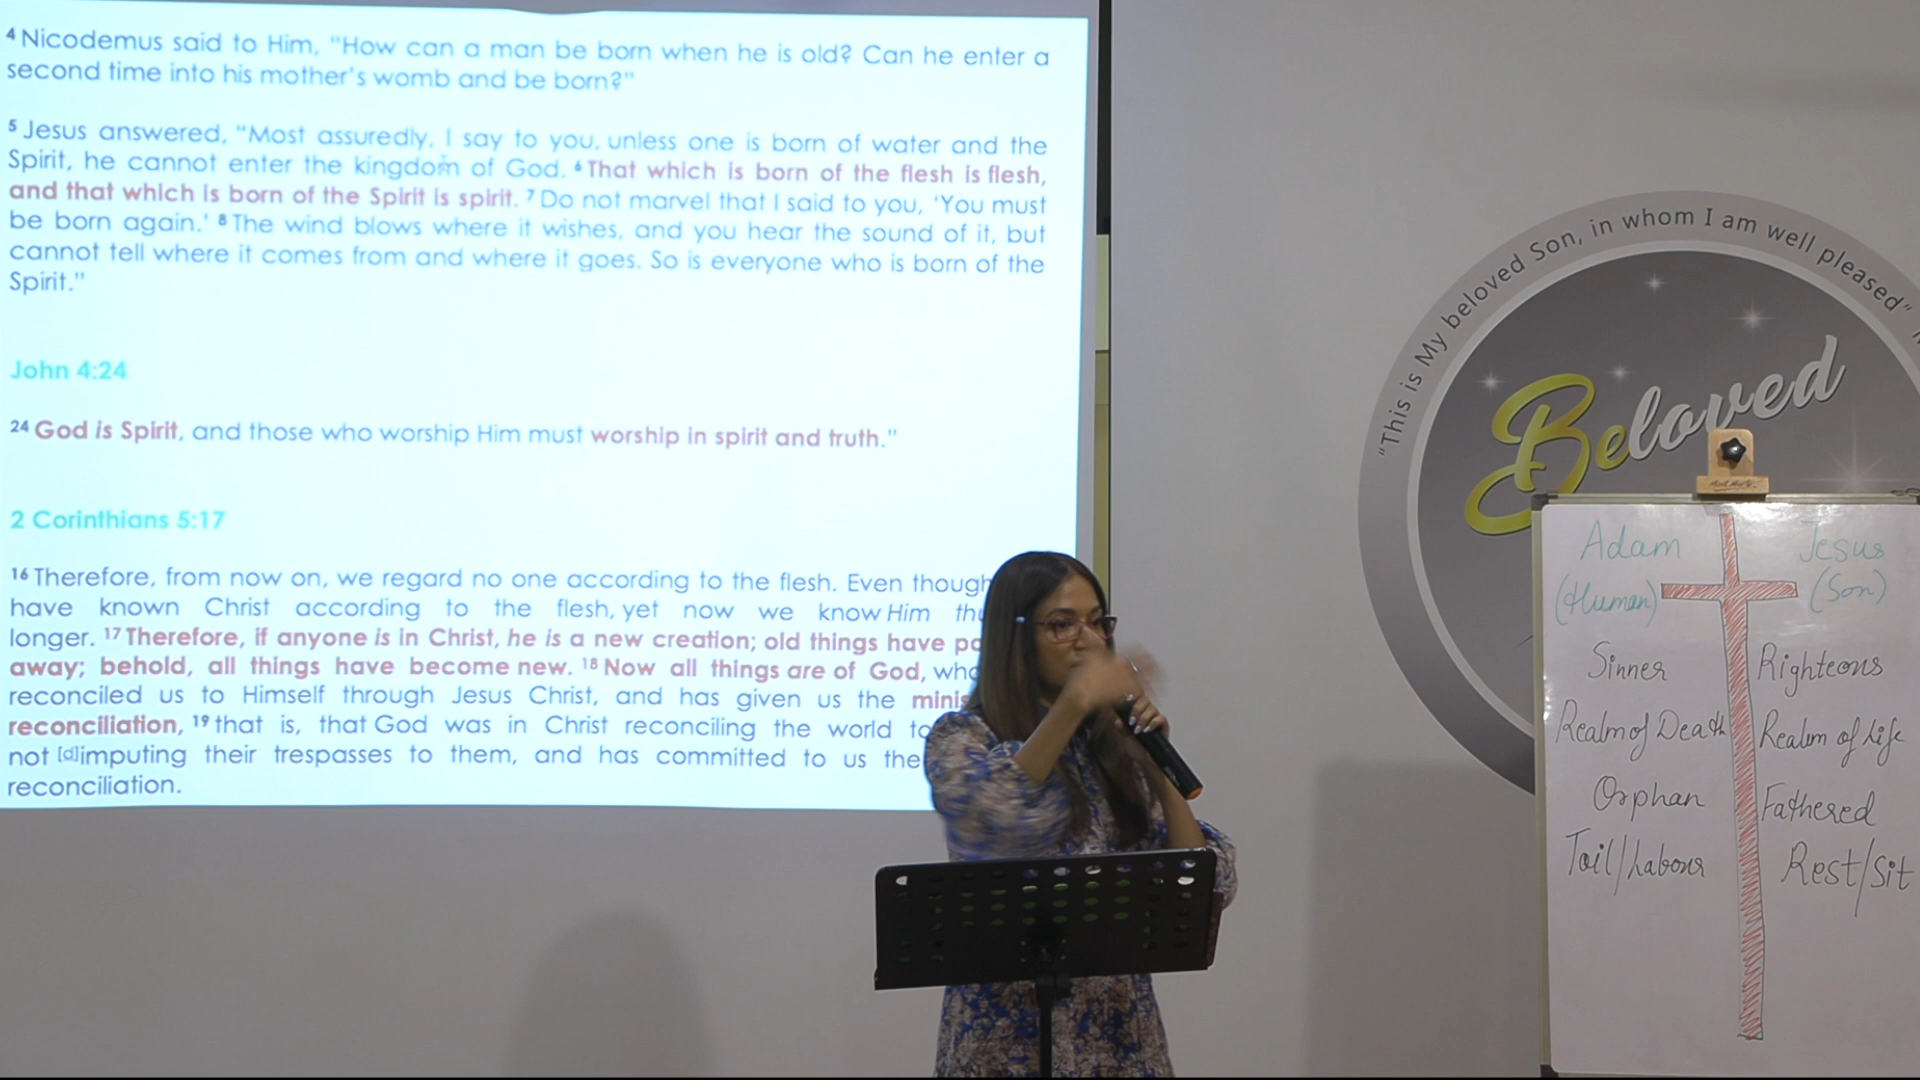 ⁴ Nicodemus said to Him, "How can a man be born when he is old? Can he enter a
second time into his mother's womb and be born?"
⁵ Jesus answered, "Most assuredly, I say to you, unless one is born of water and the
Spirit, he cannot enter the kingdom of God. ⁶ That which is born of the flesh is flesh,
and that which is born of the Spirit is spirit. ⁷ Do not marvel that I said to you, 'You must
be born again.' ⁸ The wind blows where it wishes, and you hear the sound of it, but
cannot tell where it comes from and where it goes. So is everyone who is born of the
Spirit."
John 4:24
²⁴ God is Spirit, and those who worship Him must worship in spirit and truth."
2 Corinthians 5:17
¹⁶ Therefore, from now on, we regard no one according to the flesh. Even though
have known Christ according to the flesh, yet now we know Him
longer. ¹⁷ Therefore, if anyone is in Christ, he is a new creation; old things have
away; behold, all things have become new. ¹⁸ Now all things are of God,
reconciled us to Himself through Jesus Christ, and has given us the
reconciliation, ¹⁹ that is, that God was in Christ reconciling the world
not [d]imputing their trespasses to them, and has committed to us the
reconciliation.
"This is My beloved Son, in whom I am well pleased"
Beloved
Adam Jesus
(Human) (Son)
Sinner Righteous
Realm of Death Realm of Life
Orphan Fathered
Toil/Labour Rest/Sit